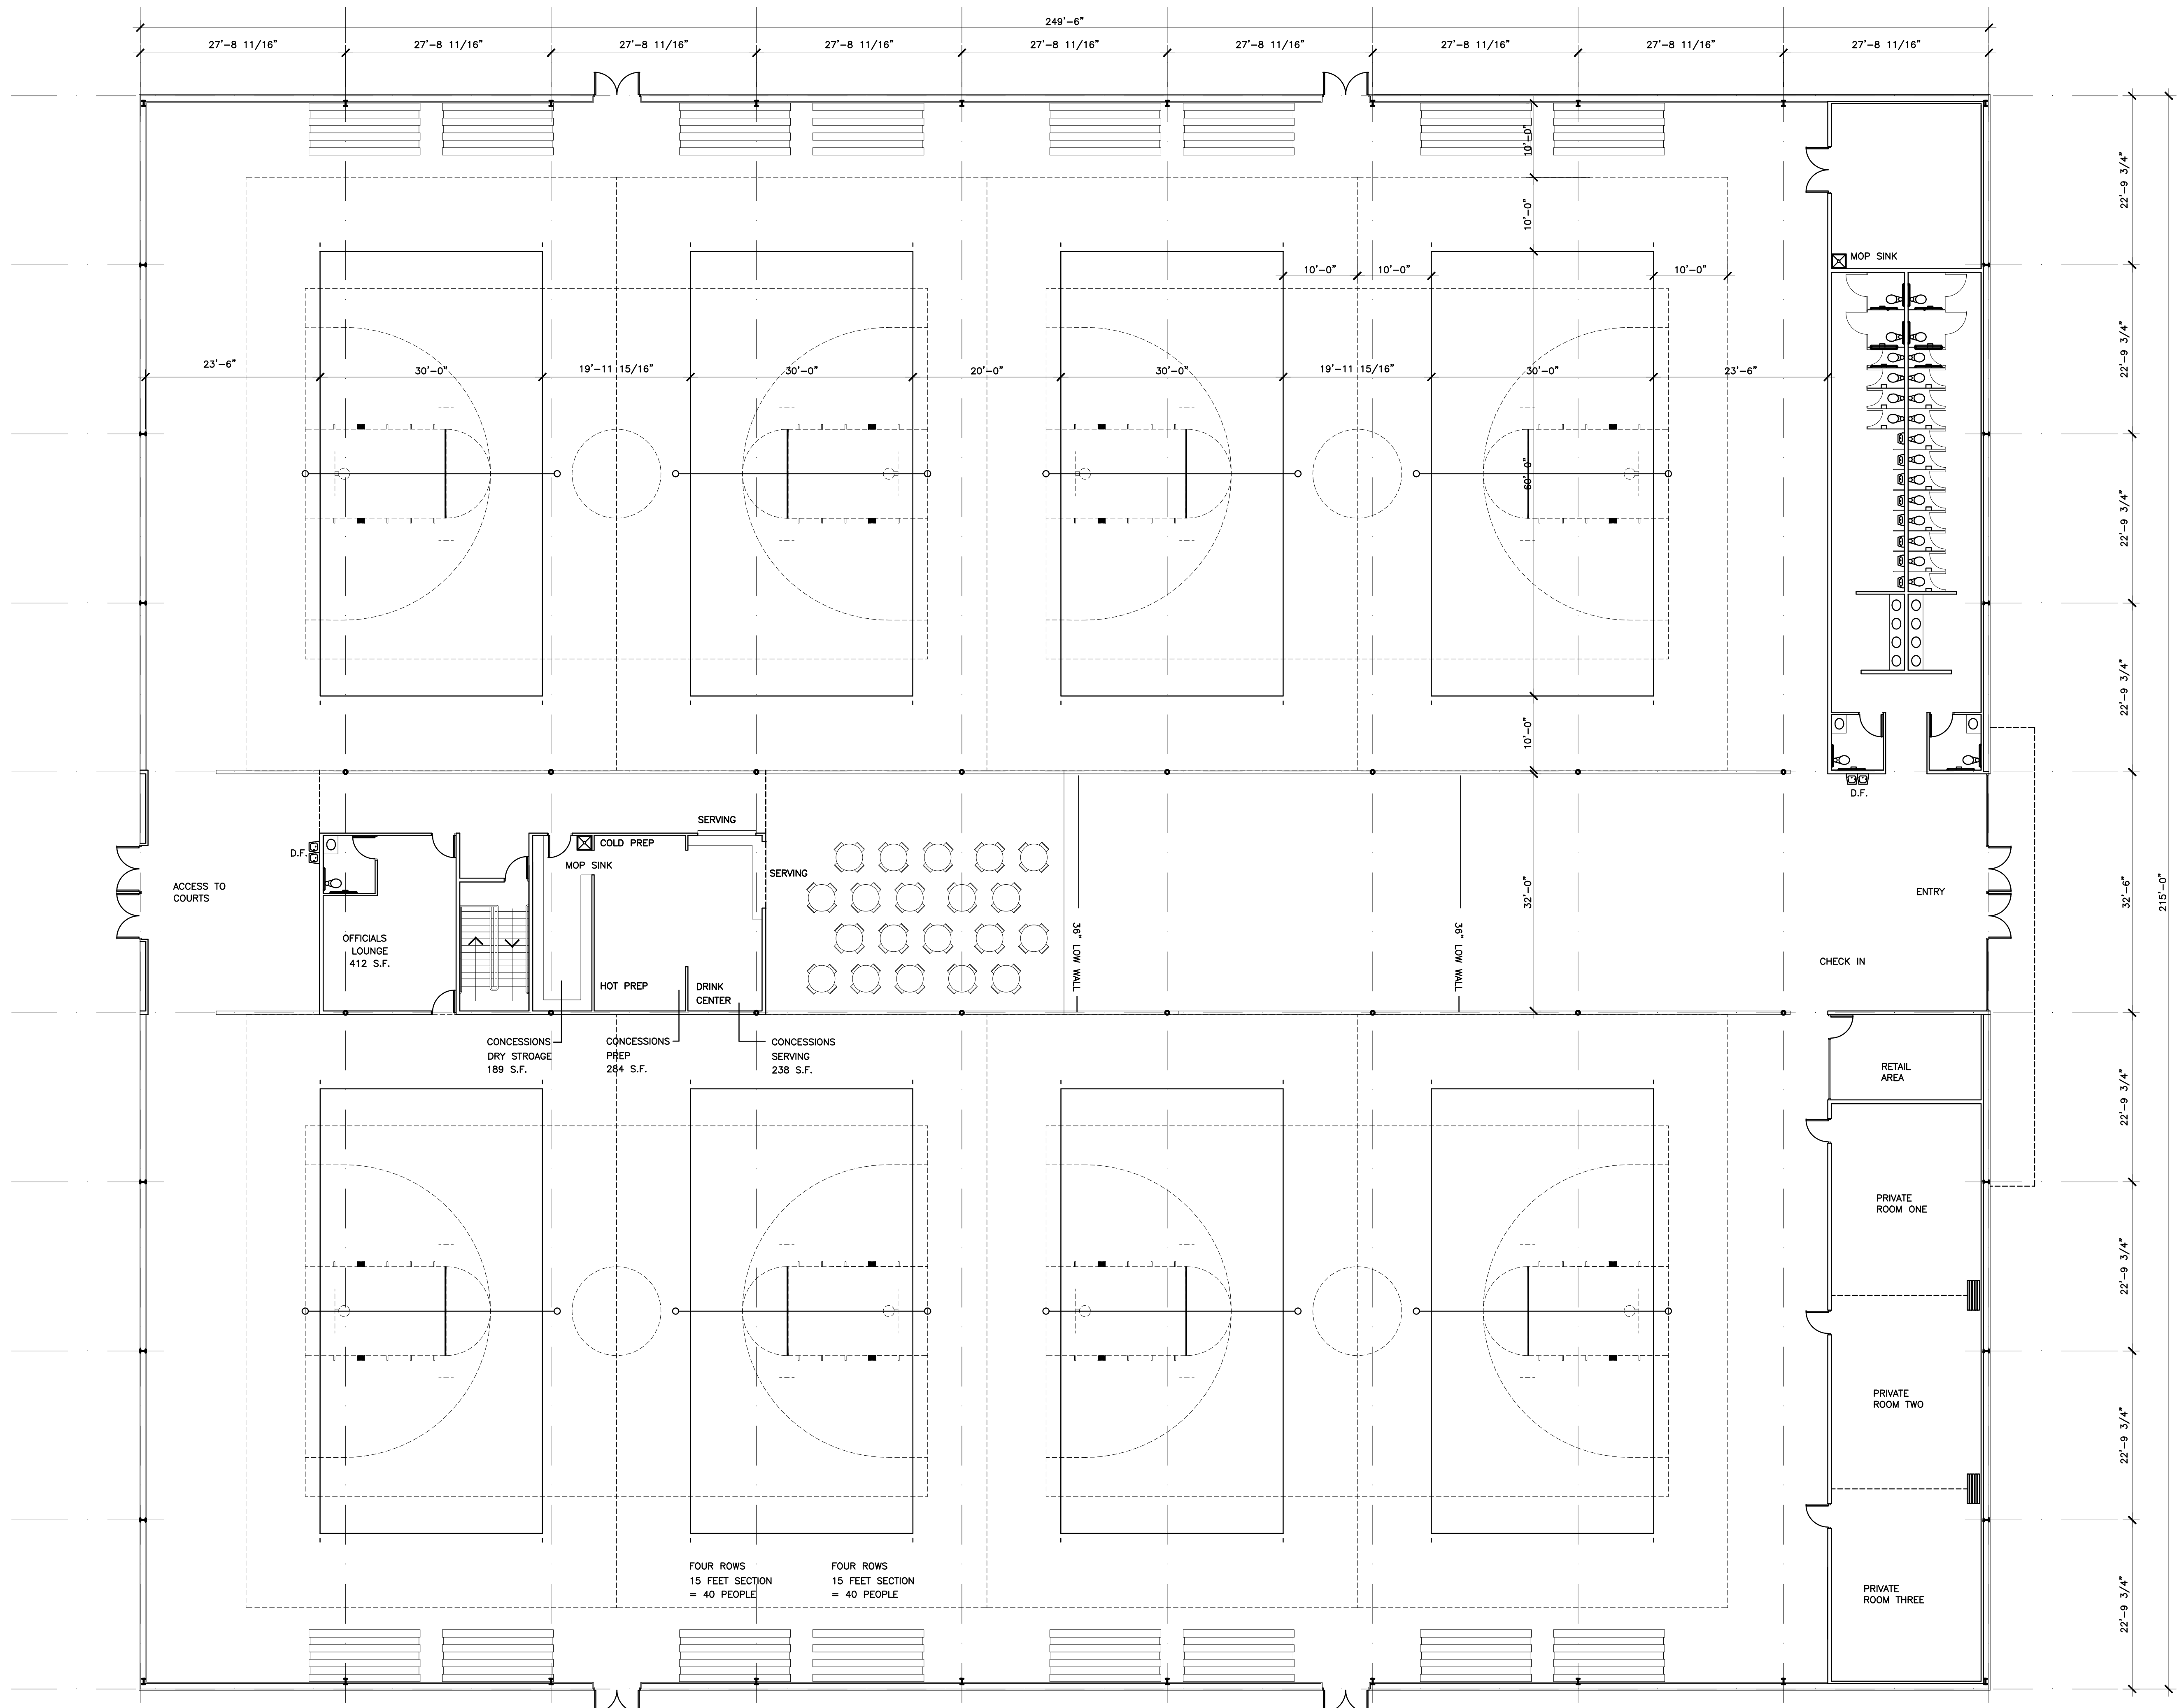 249'-6"
27'-8 11/16"
27'-8 11/16"
27'-8 11/16"
27'-8 11/16"
27'-8 11/16"
27'-8 11/16"
27'-8 11/16"
27'-8 11/16"
27'-8 11/16"
10'-0"
22'-9 3/4"
10'-0"
MOP SINK
10'-0"
10'-0"
10'-0"
22'-9 3/4"
23'-6"
30'-0"
19'-11 15/16"
30'-0"
20'-0"
30'-0"
19'-11 15/16"
30'-0"
23'-6"
60'-0"
22'-9 3/4"
22'-9 3/4"
10'-0"
D.F.
SERVING
COLD PREP
D.F.
MOP SINK
SERVING
ACCESS TO
COURTS
32'-0"
ENTRY
32'-6"
215'-0"
OFFICIALS
LOUNGE
412 S.F.
36" LOW WALL
36" LOW WALL
CHECK IN
HOT PREP
DRINK
CENTER
CONCESSIONS
DRY STROAGE
189 S.F.
CONCESSIONS
PREP
284 S.F.
CONCESSIONS
SERVING
238 S.F.
RETAIL
AREA
22'-9 3/4"
PRIVATE
ROOM ONE
22'-9 3/4"
PRIVATE
ROOM TWO
22'-9 3/4"
FOUR ROWS
15 FEET SECTION
= 40 PEOPLE
FOUR ROWS
15 FEET SECTION
= 40 PEOPLE
PRIVATE
ROOM THREE
22'-9 3/4"